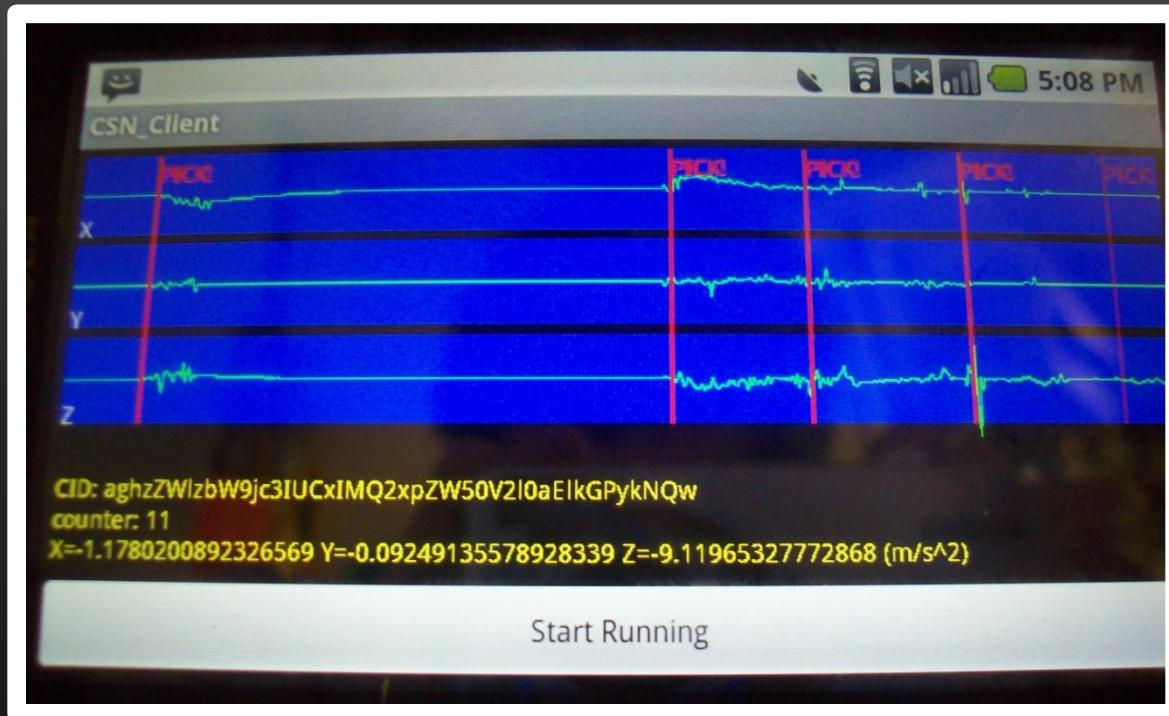 5:08 PM
CSN_Client
PICK! PICK! PICK! PICK! PICK!
X
Y
Z
CID: aghzZWlzbW9jc3IUCxIMQ2xpZW50V2l0aElkGPykNQw
counter: 11
X=-1.1780200892326569 Y=-0.09249135578928339 Z=-9.11965327772868 (m/s^2)
Start Running